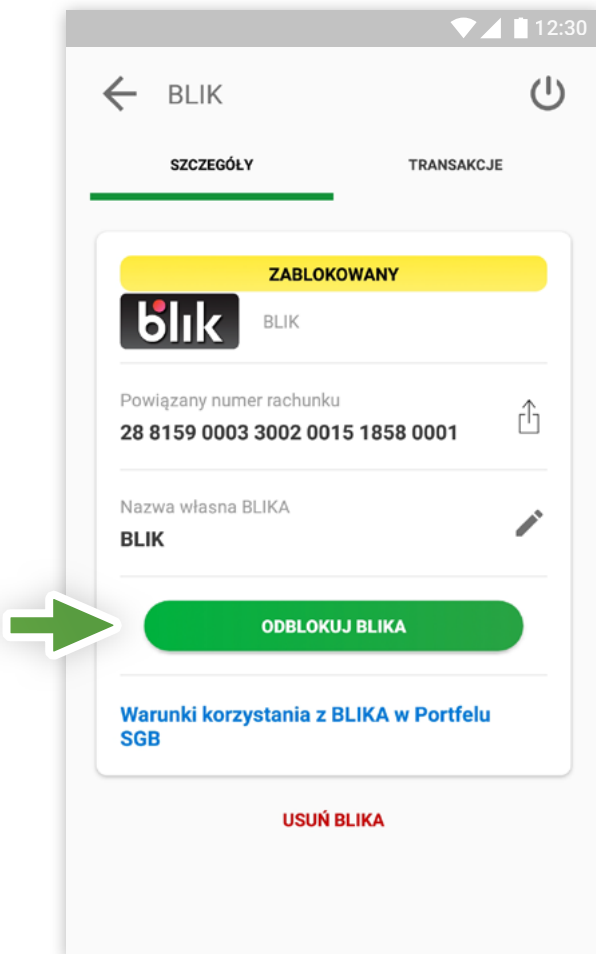 12:30
BLIK
SZCZEGÓŁY TRANSAKCJE
ZABLOKOWANY
blik BLIK
Powiązany numer rachunku
28 8159 0003 3002 0015 1858 0001
Nazwa własna BLIKA
BLIK
ODBLOKUJ BLIKA
Warunki korzystania z BLIKA w Portfelu
SGB
USUŃ BLIKA